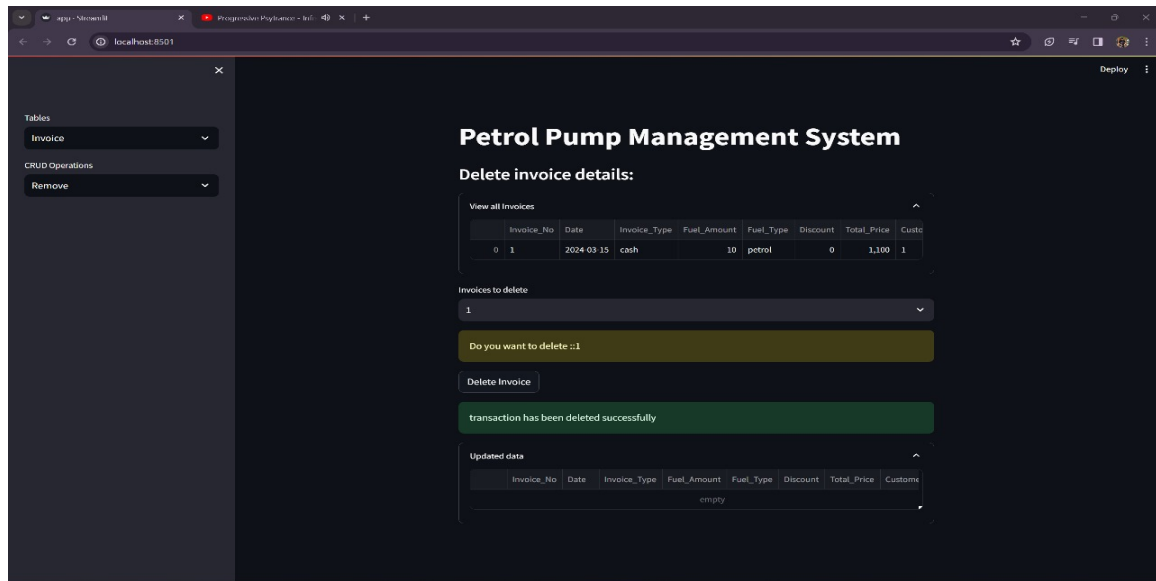 app · Streamlit
Progressive Psytrance - Infi
localhost:8501
Deploy
Tables
Invoice
CRUD Operations
Remove
Petrol Pump Management System
Delete invoice details:
View all Invoices
Invoice_No Date Invoice_Type Fuel_Amount Fuel_Type Discount Total_Price Custo
0 1 2024-03-15 cash 10 petrol 0 1,100 1
Invoices to delete
1
Do you want to delete ::1
Delete Invoice
transaction has been deleted successfully
Updated data
Invoice_No Date Invoice_Type Fuel_Amount Fuel_Type Discount Total_Price Custome
empty